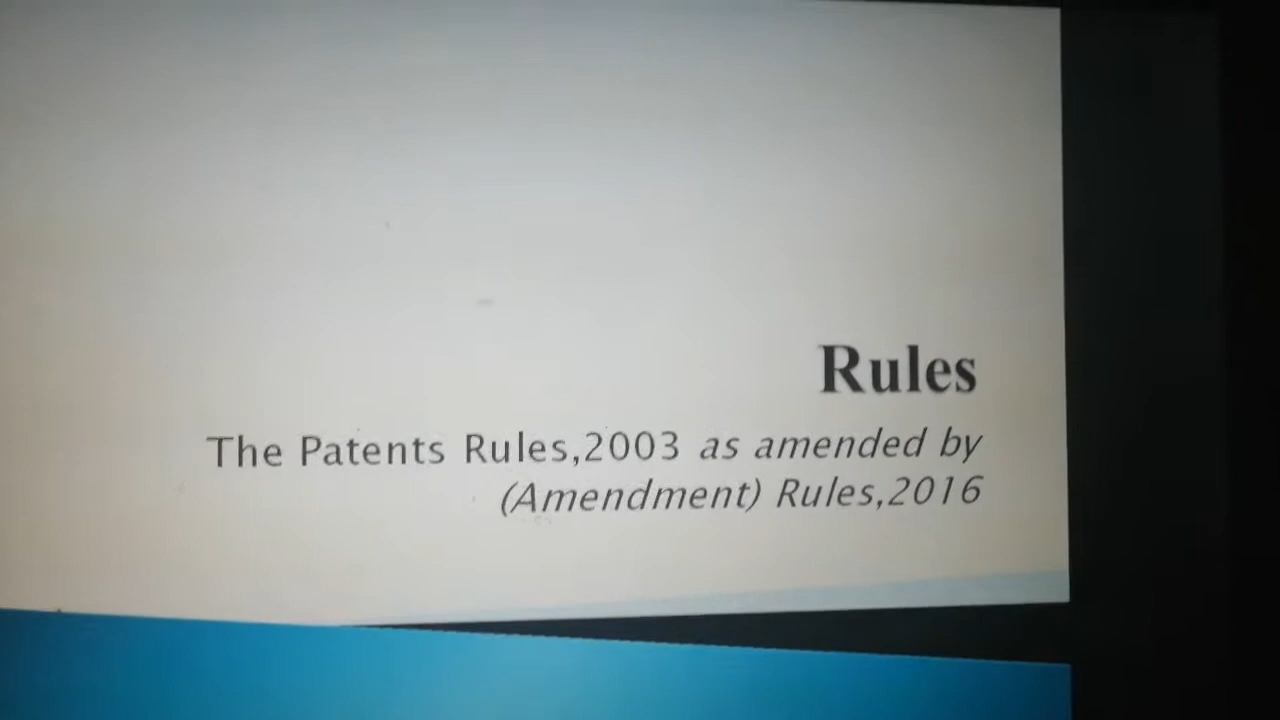 Rules
The Patents Rules,2003 as amended by
(Amendment) Rules,2016